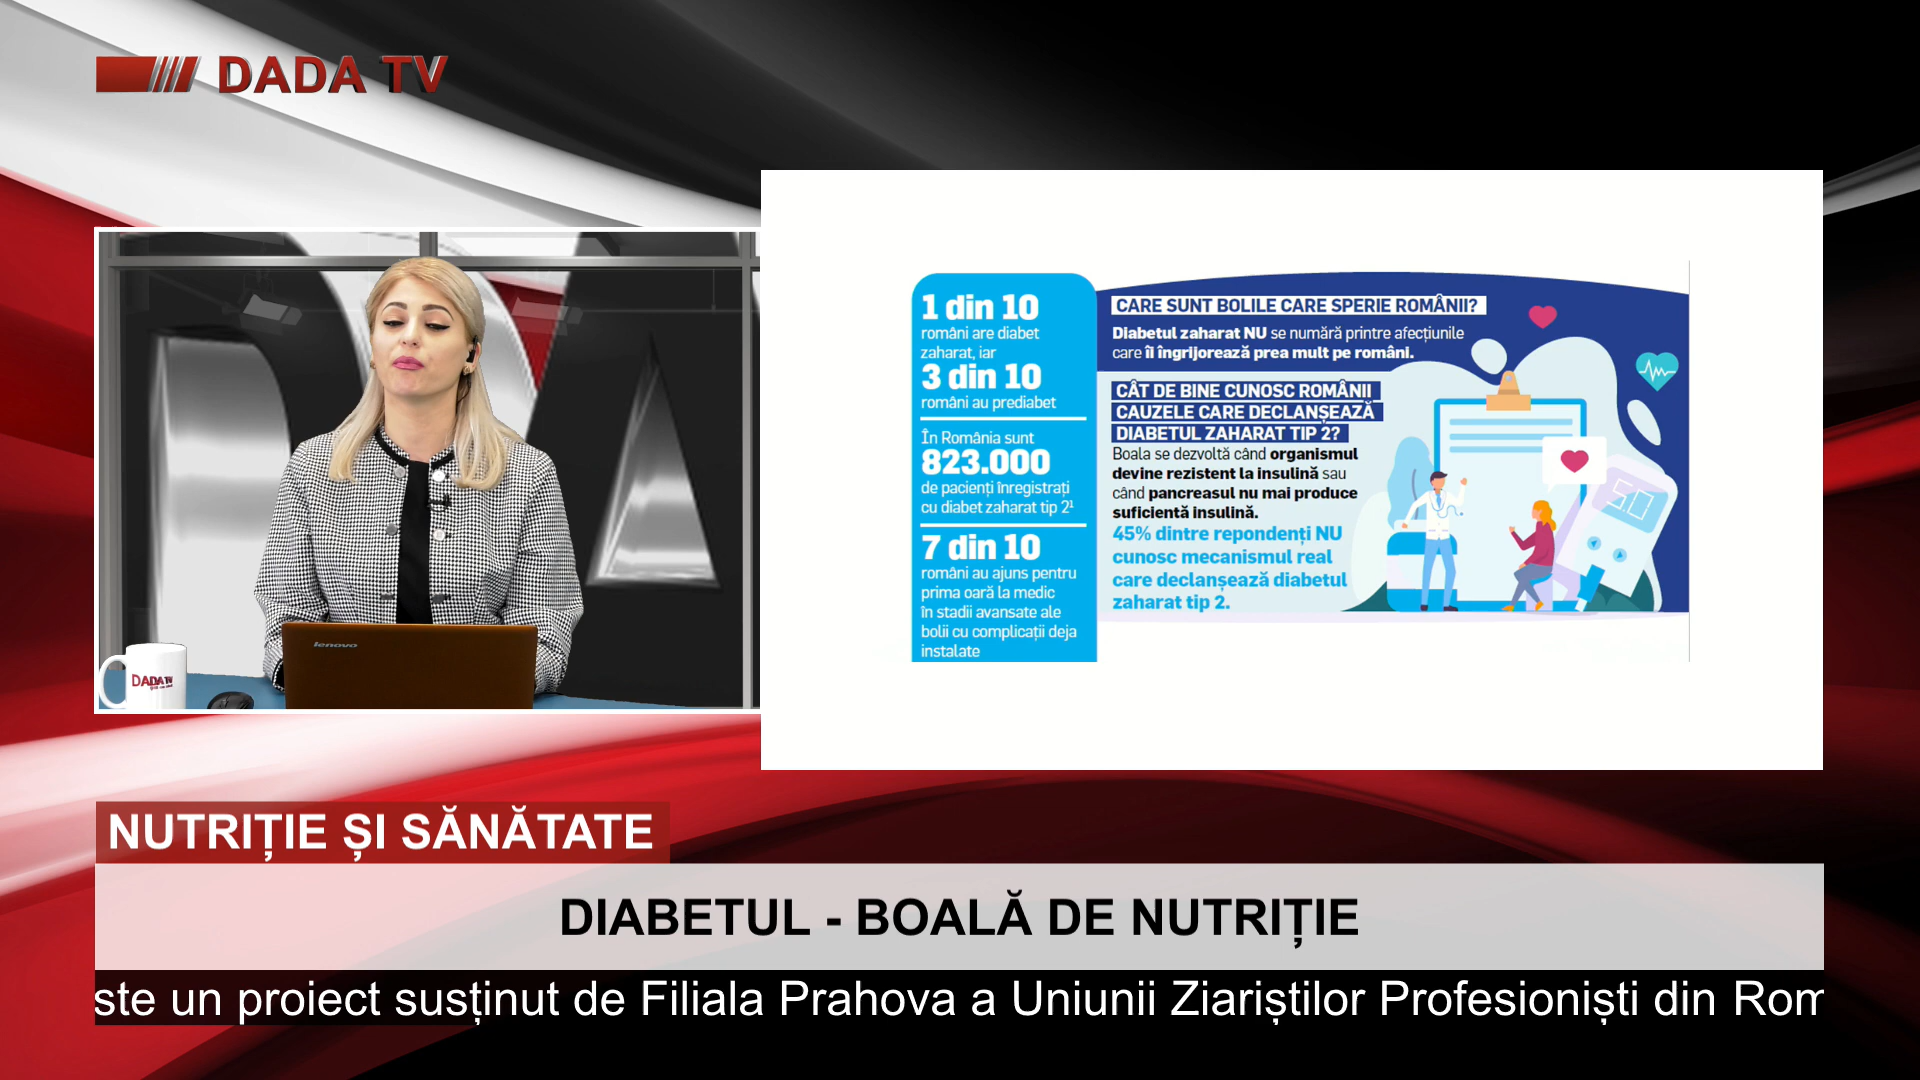 DADA TV
1 din 10
români are diabet
zaharat, iar
3 din 10
români au prediabet
În România sunt
823.000
de pacienți înregistrați
cu diabet zaharat tip 2¹
7 din 10
români au ajuns pentru
prima oară la medic
în stadii avansate ale
bolii cu complicații deja
instalate
CARE SUNT BOLILE CARE SPERIE ROMÂNII?
Diabetul zaharat NU se numără printre afecțiunile
care îi îngrijorează prea mult pe români.
CÂT DE BINE CUNOSC ROMÂNII
CAUZELE CARE DECLANȘEAZĂ
DIABETUL ZAHARAT TIP 2?
Boala se dezvoltă când organismul
devine rezistent la insulină sau
când pancreasul nu mai produce
suficientă insulină.
45% dintre repondenți NU
cunosc mecanismul real
care declanșează diabetul
zaharat tip 2.
50
lenovo
DADA TV
NUTRIȚIE ȘI SĂNĂTATE
DIABETUL - BOALĂ DE NUTRIȚIE
ste un proiect susținut de Filiala Prahova a Uniunii Ziariștilor Profesioniști din Rom